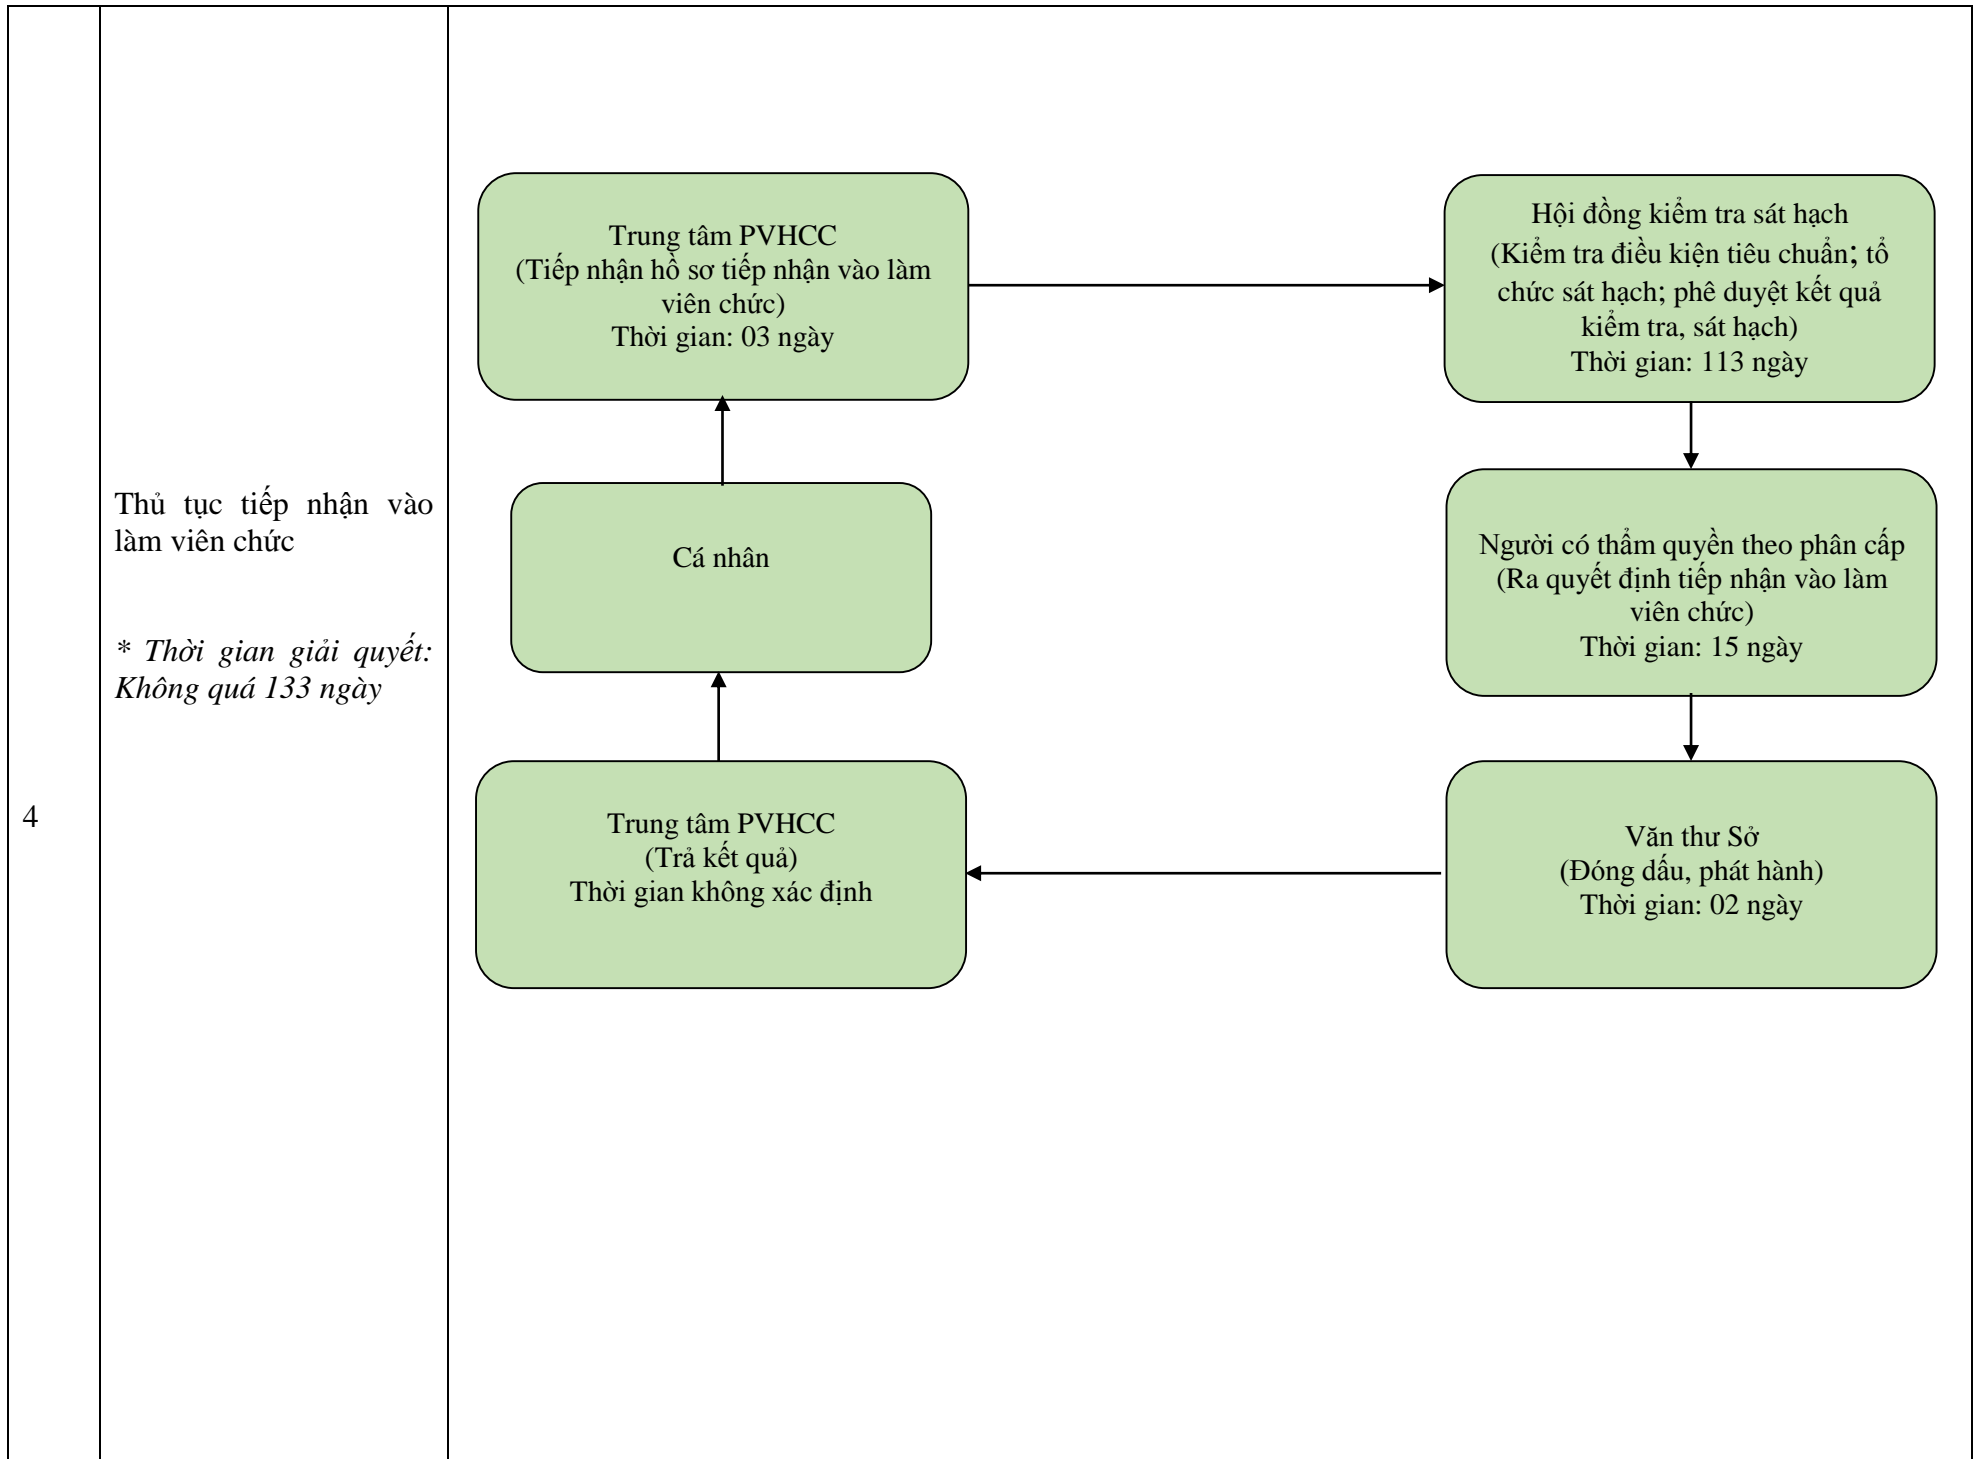 4
Thủ tục tiếp nhận vào
làm viên chức
* Thời gian giải quyết:
Không quá 133 ngày
Trung tâm PVHCC
(Tiếp nhận hồ sơ tiếp nhận vào làm
viên chức)
Thời gian: 03 ngày
Hội đồng kiểm tra sát hạch
(Kiểm tra điều kiện tiêu chuẩn; tổ
chức sát hạch; phê duyệt kết quả
kiểm tra, sát hạch)
Thời gian: 113 ngày
Cá nhân
Người có thẩm quyền theo phân cấp
(Ra quyết định tiếp nhận vào làm
viên chức)
Thời gian: 15 ngày
Trung tâm PVHCC
(Trả kết quả)
Thời gian không xác định
Văn thư Sở
(Đóng dấu, phát hành)
Thời gian: 02 ngày